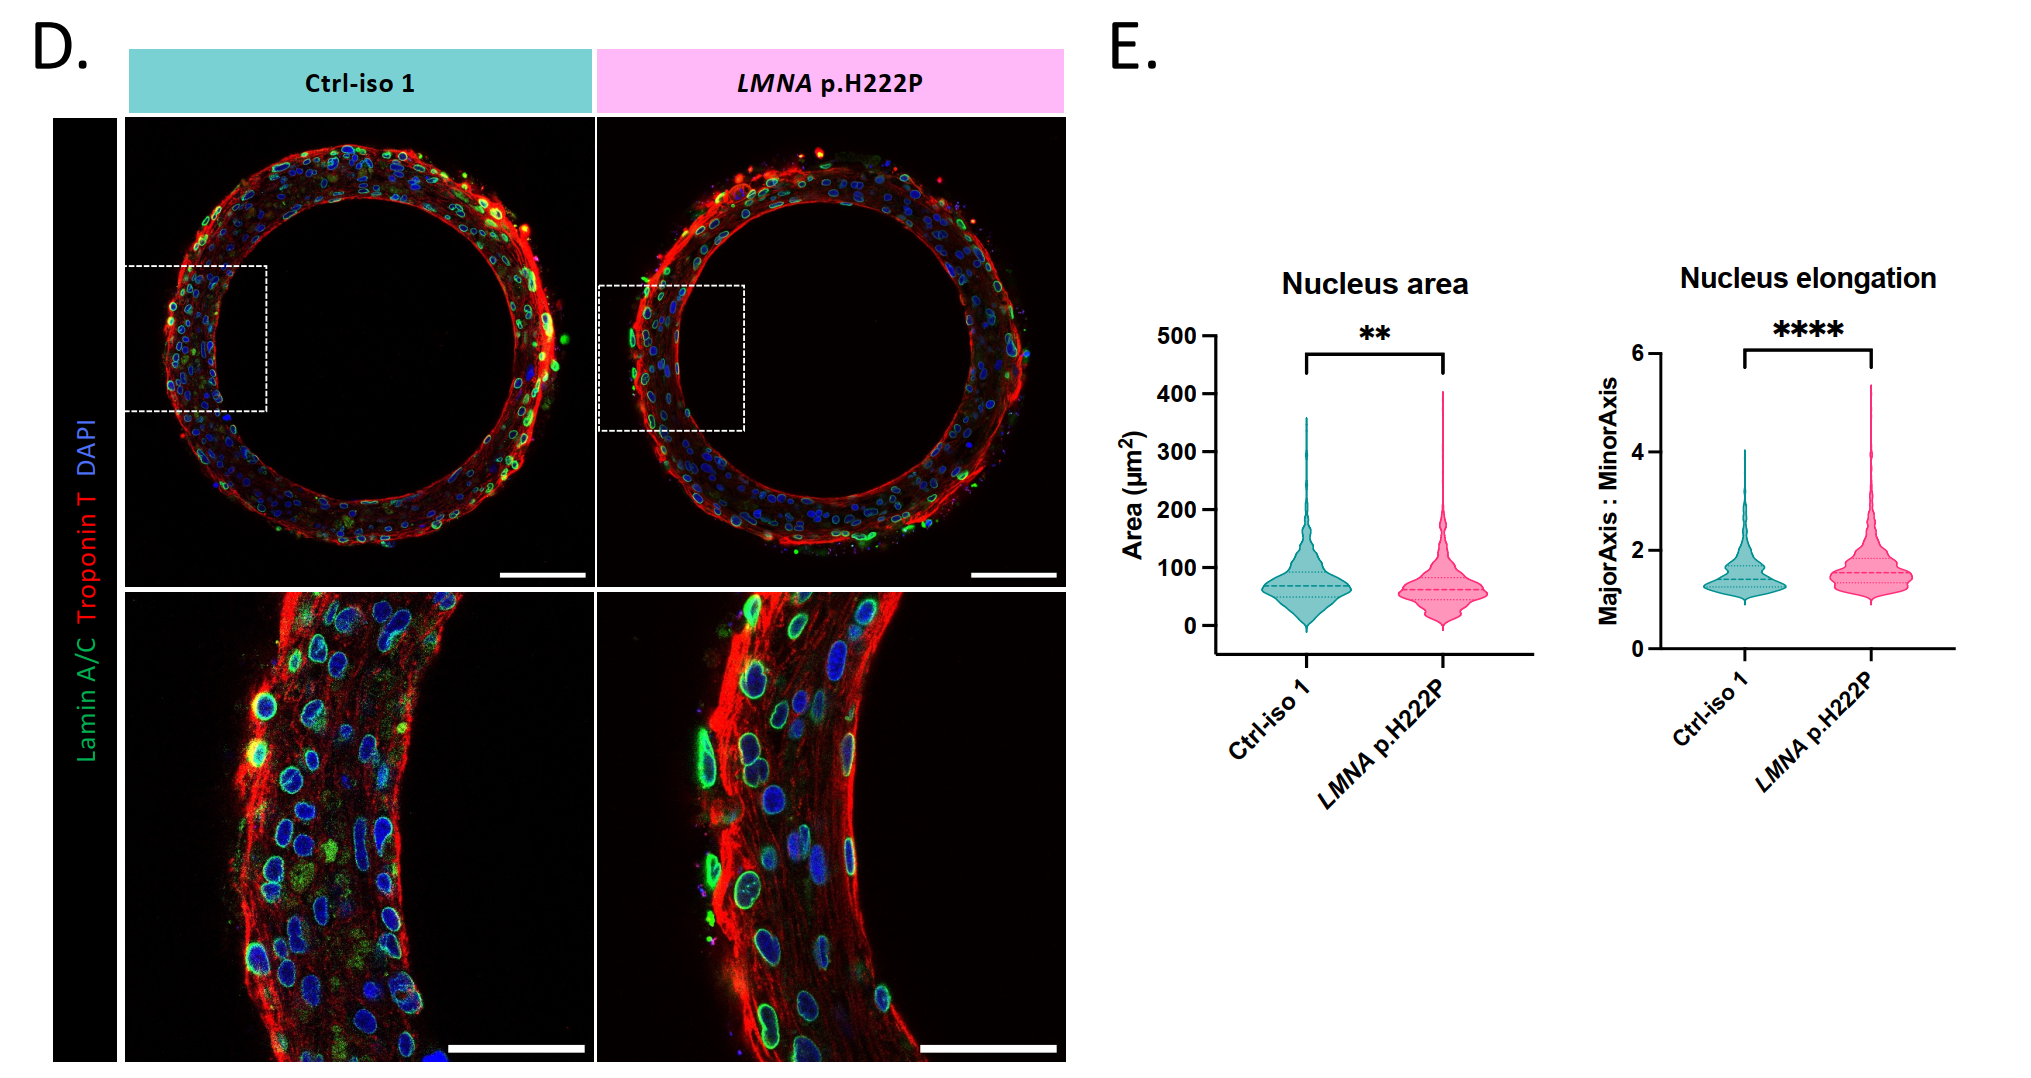 D.
Ctrl-iso 1
LMNA p.H222P
Lamin A/C Troponin T DAPI
E.
Nucleus area
**
500
400
300
200
100
0
Area (µm²)
Ctrl-iso 1
LMNA p.H222P
Nucleus elongation
****
6
4
2
0
MajorAxis : MinorAxis
Ctrl-iso 1
LMNA p.H222P